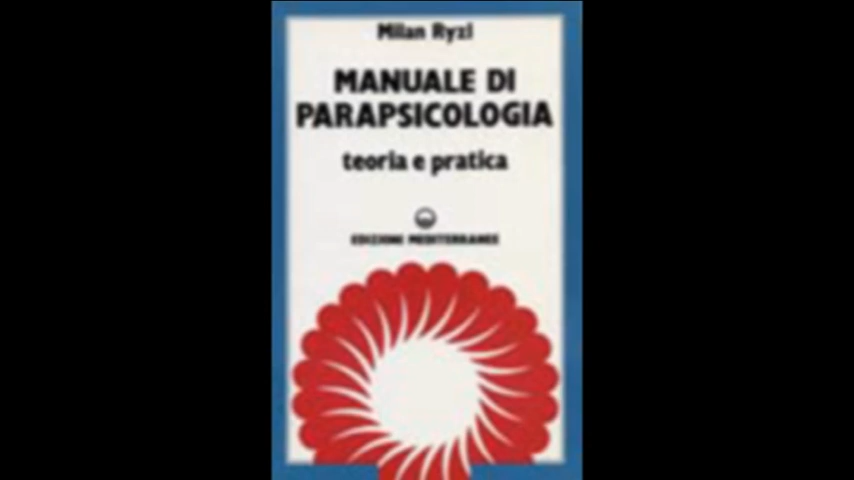 Milan Ryzl
MANUALE DI
PARAPSICOLOGIA
teoria e pratica
EDIZIONI MEDITERRANEE